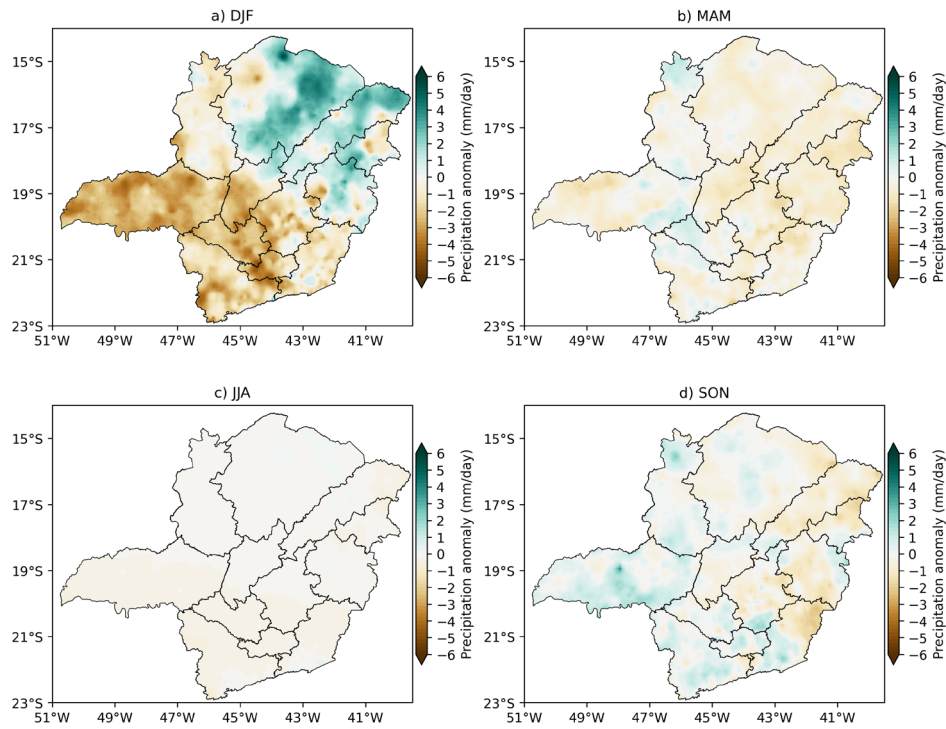 a) DJF
15°S
17°S
19°S
21°S
23°S
51°W 49°W 47°W 45°W 43°W 41°W
6
5
4
3
2
1
0
−1
−2
−3
−4
−5
−6
Precipitation anomaly (mm/day)
b) MAM
15°S
17°S
19°S
21°S
23°S
51°W 49°W 47°W 45°W 43°W 41°W
6
5
4
3
2
1
0
−1
−2
−3
−4
−5
−6
Precipitation anomaly (mm/day)
c) JJA
15°S
17°S
19°S
21°S
23°S
51°W 49°W 47°W 45°W 43°W 41°W
6
5
4
3
2
1
0
−1
−2
−3
−4
−5
−6
Precipitation anomaly (mm/day)
d) SON
15°S
17°S
19°S
21°S
23°S
51°W 49°W 47°W 45°W 43°W 41°W
6
5
4
3
2
1
0
−1
−2
−3
−4
−5
−6
Precipitation anomaly (mm/day)